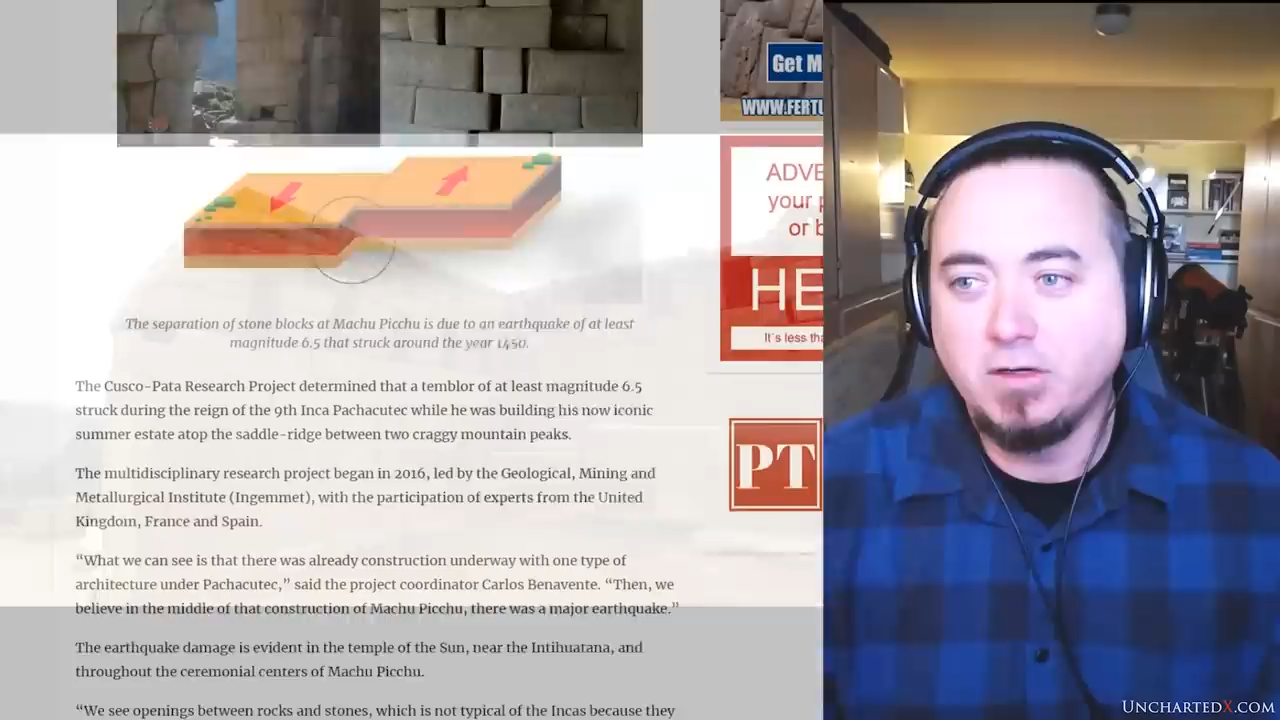 Get M
WWW.FERTU
ADVE
your p
or b
HE
It's less tha
The separation of stone blocks at Machu Picchu is due to an earthquake of at least
magnitude 6.5 that struck around the year 1450.
The Cusco-Pata Research Project determined that a temblor of at least magnitude 6.5
struck during the reign of the 9th Inca Pachacutec while he was building his now iconic
summer estate atop the saddle-ridge between two craggy mountain peaks.
PT
The multidisciplinary research project began in 2016, led by the Geological, Mining and
Metallurgical Institute (Ingemmet), with the participation of experts from the United
Kingdom, France and Spain.
“What we can see is that there was already construction underway with one type of
architecture under Pachacutec,” said the project coordinator Carlos Benavente. “Then, we
believe in the middle of that construction of Machu Picchu, there was a major earthquake.”
The earthquake damage is evident in the temple of the Sun, near the Intihuatana, and
throughout the ceremonial centers of Machu Picchu.
“We see openings between rocks and stones, which is not typical of the Incas because they
UNCHARTEDX.COM